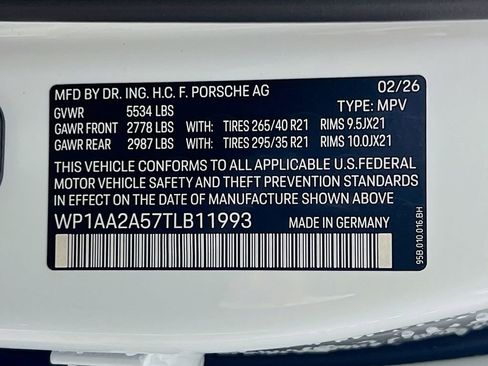 MFD BY DR. ING. H.C. F. PORSCHE AG 02/26
GVWR 5534 LBS TYPE: MPV
GAWR FRONT 2778 LBS WITH: TIRES 265/40 R21 RIMS 9.5JX21
GAWR REAR 2987 LBS WITH: TIRES 295/35 R21 RIMS 10.0JX21
THIS VEHICLE CONFORMS TO ALL APPLICABLE U.S.FEDERAL
MOTOR VEHICLE SAFETY AND THEFT PREVENTION STANDARDS
IN EFFECT ON THE DATE OF MANUFACTURE SHOWN ABOVE.
WP1AA2A57TLB11993 MADE IN GERMANY
95B.010.016.BH